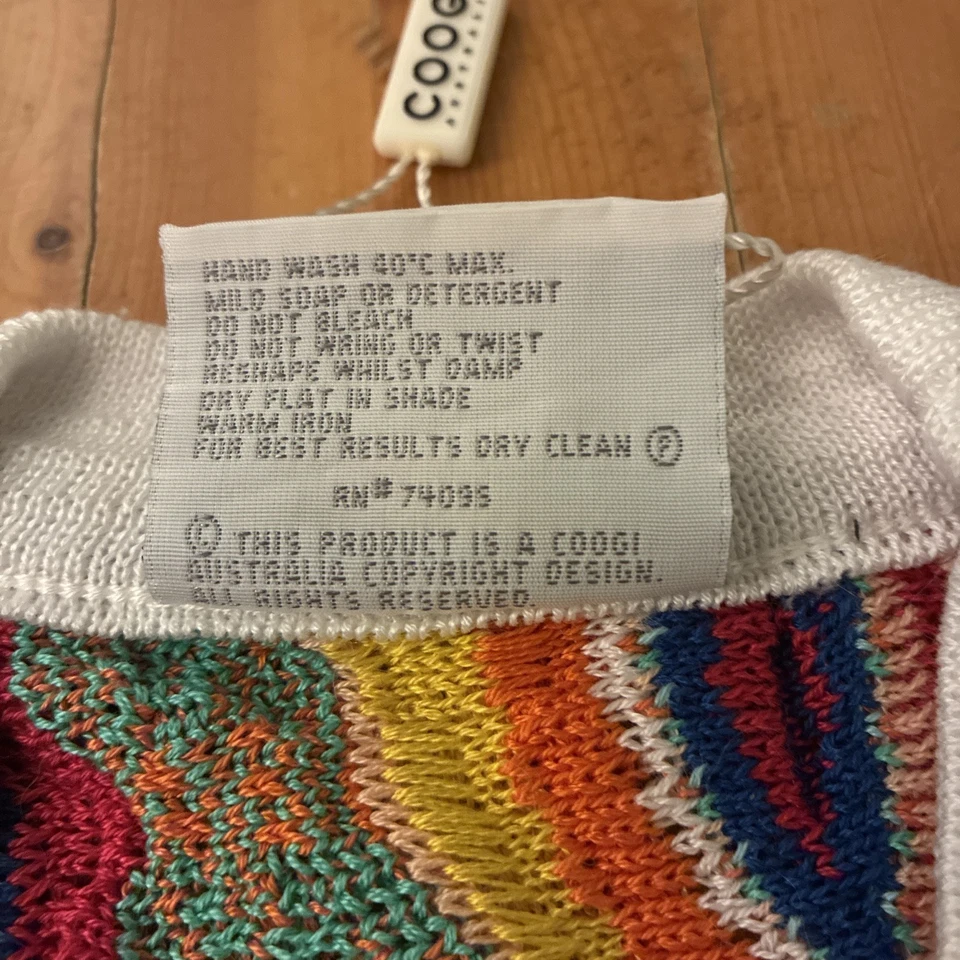 COOGI
HAND WASH 40°C MAX.
MILD SOAP OR DETERGENT
DO NOT BLEACH
DO NOT WRING OR TWIST
RESHAPE WHILST DAMP
DRY FLAT IN SHADE
WARM IRON
FOR BEST RESULTS DRY CLEAN Ⓟ
RN# 74095
© THIS PRODUCT IS A COOGI
AUSTRALIA COPYRIGHT DESIGN.
ALL RIGHTS RESERVED